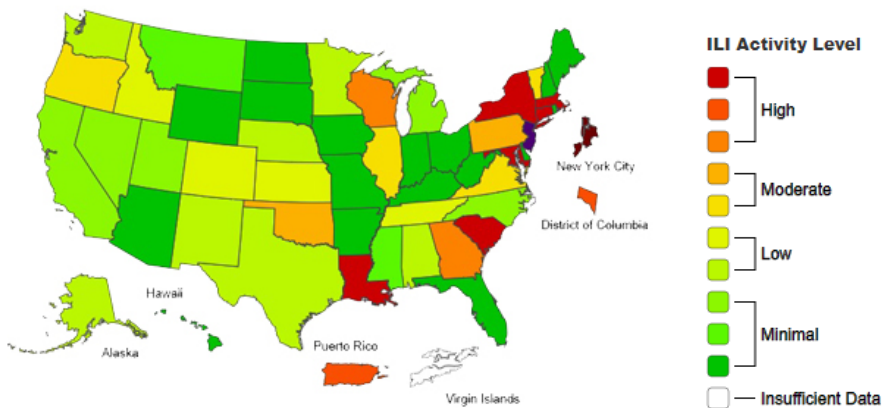 ILI Activity Level
High
Moderate
Low
Minimal
Insufficient Data
New York City
District of Columbia
Hawaii
Alaska
Puerto Rico
Virgin Islands